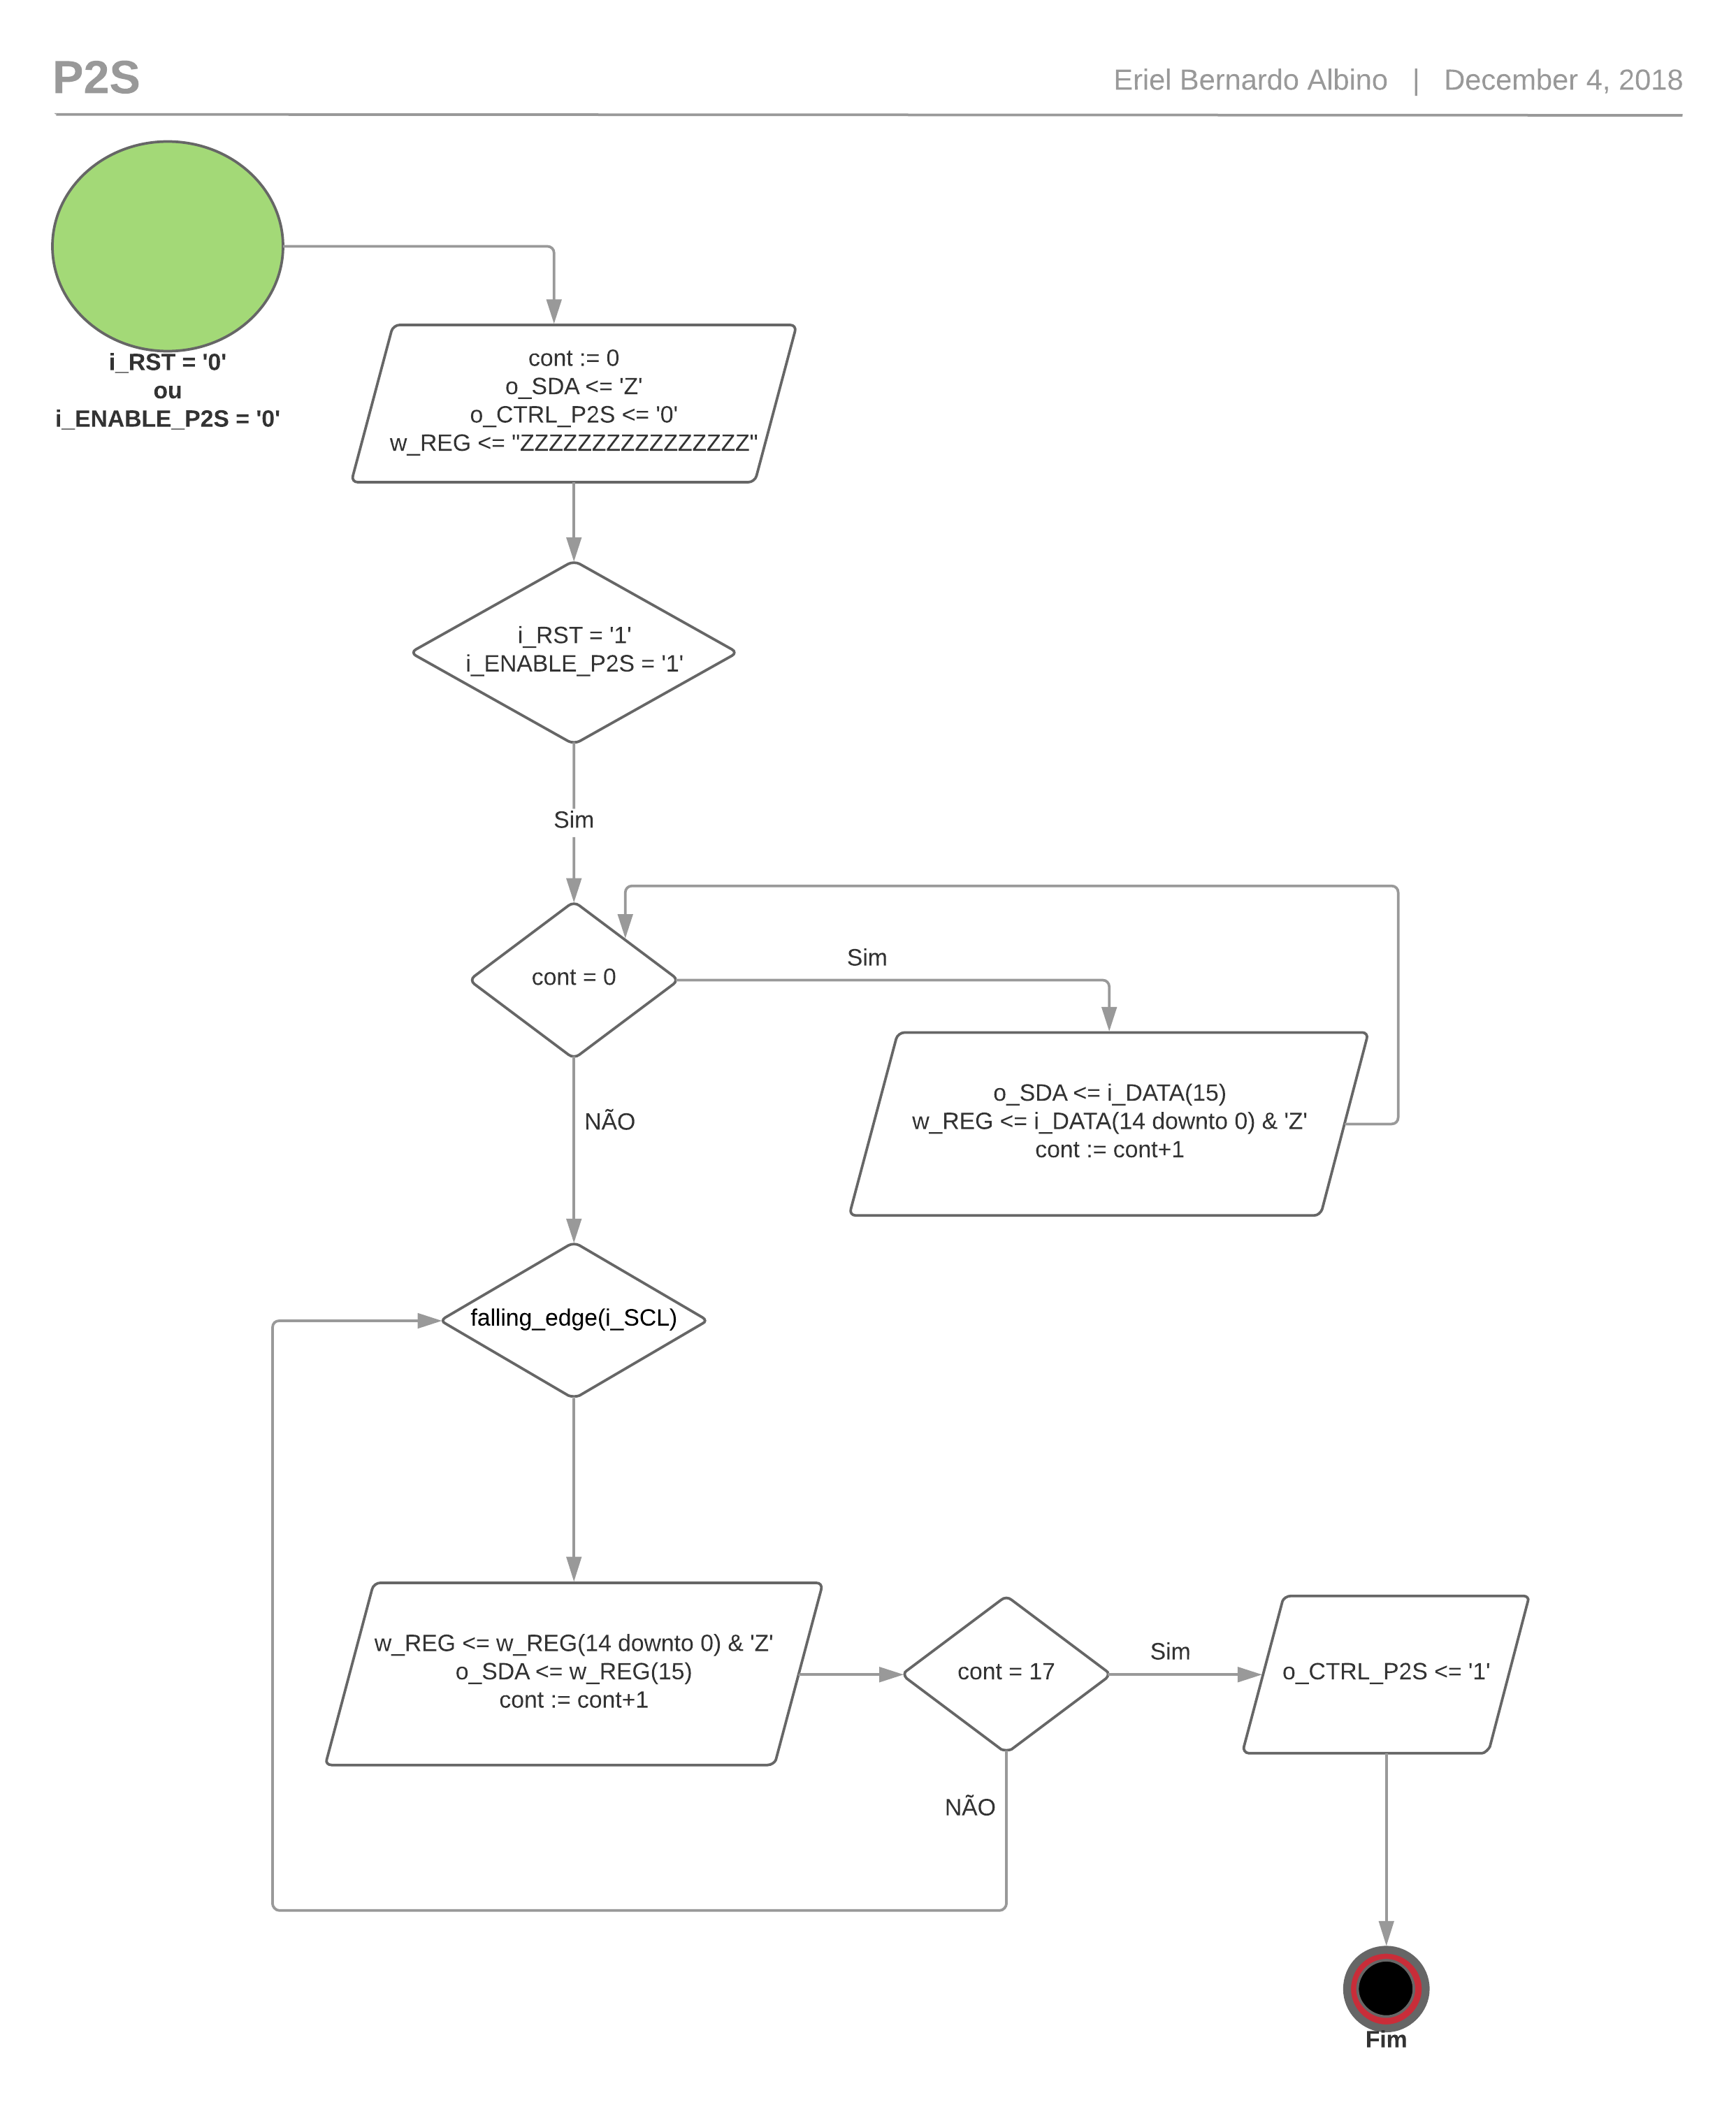 P2S
Eriel Bernardo Albino | December 4, 2018
i_RST = '0'
ou
i_ENABLE_P2S = '0'
cont := 0
o_SDA <= 'Z'
o_CTRL_P2S <= '0'
w_REG <= "ZZZZZZZZZZZZZZZZ"
i_RST = '1'
i_ENABLE_P2S = '1'
Sim
cont = 0
Sim
o_SDA <= i_DATA(15)
w_REG <= i_DATA(14 downto 0) & 'Z'
cont := cont+1
NÃO
falling_edge(i_SCL)
w_REG <= w_REG(14 downto 0) & 'Z'
o_SDA <= w_REG(15)
cont := cont+1
cont = 17
Sim
o_CTRL_P2S <= '1'
NÃO
Fim